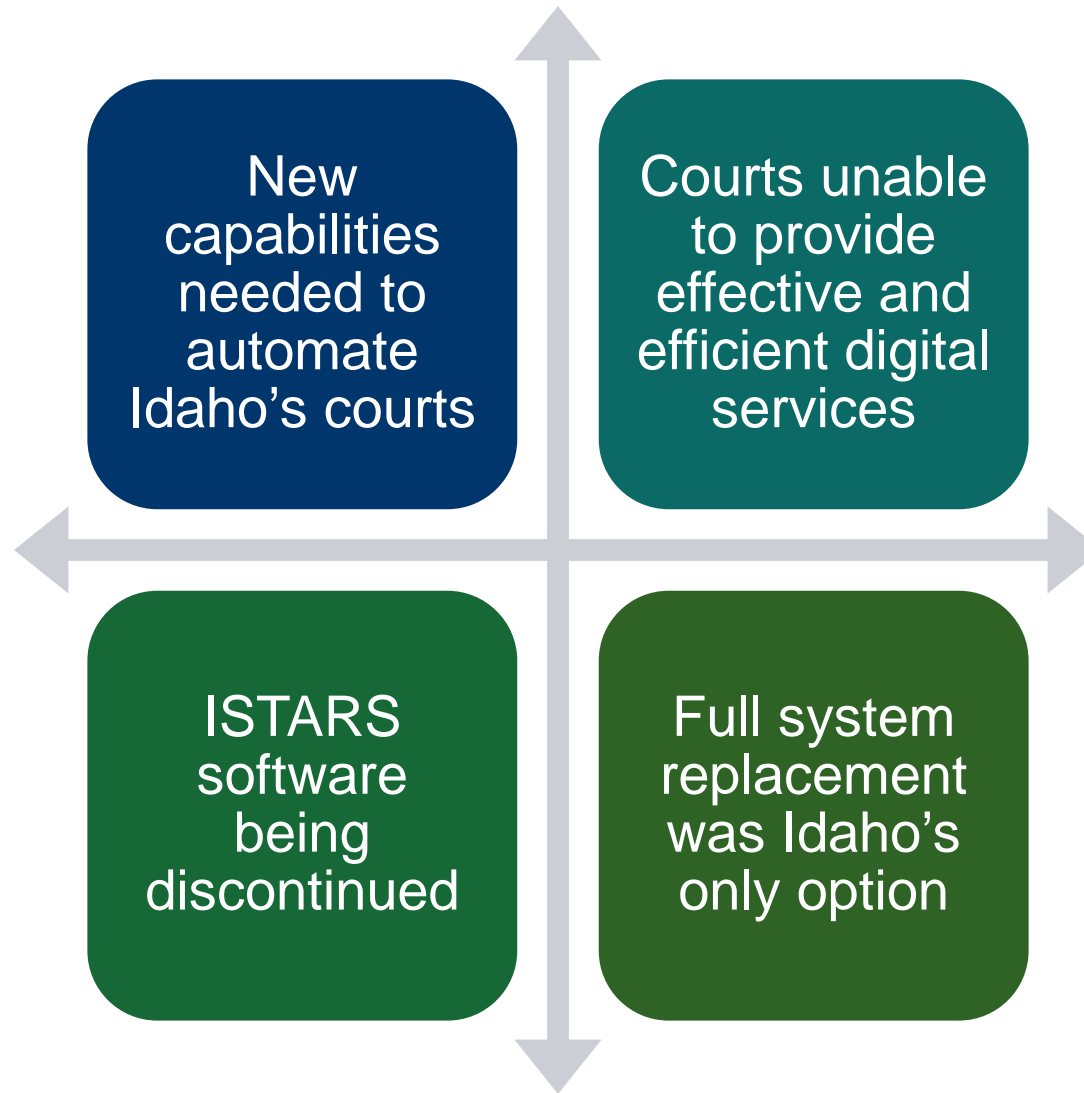 New
capabilities
needed to
automate
Idaho’s courts
Courts unable
to provide
effective and
efficient digital
services
ISTARS
software
being
discontinued
Full system
replacement
was Idaho’s
only option